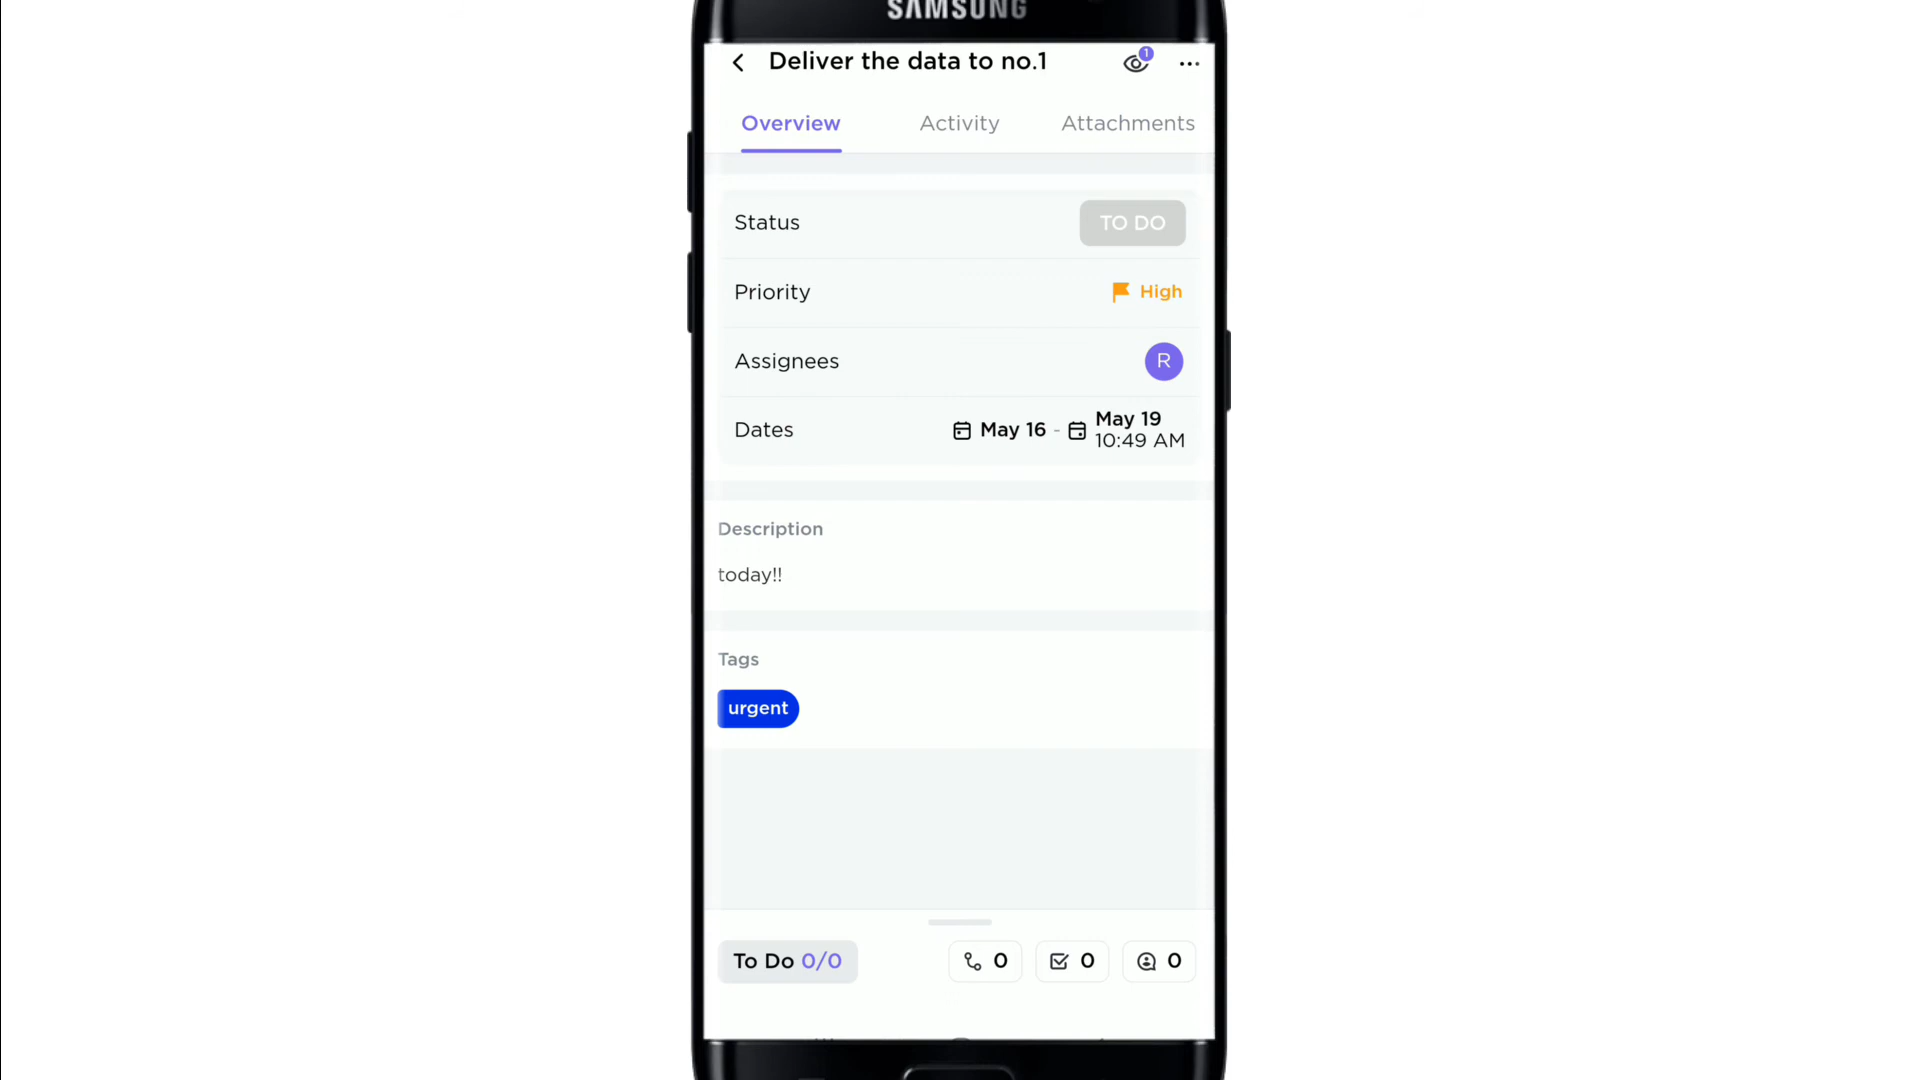 SAMSUNG
Deliver the data to no.1
1
Overview
Activity
Attachments
Status
TO DO
Priority
High
Assignees
R
Dates
May 16 -
May 19
10:49 AM
Description
today!!
Tags
urgent
To Do 0/0
0
0
0